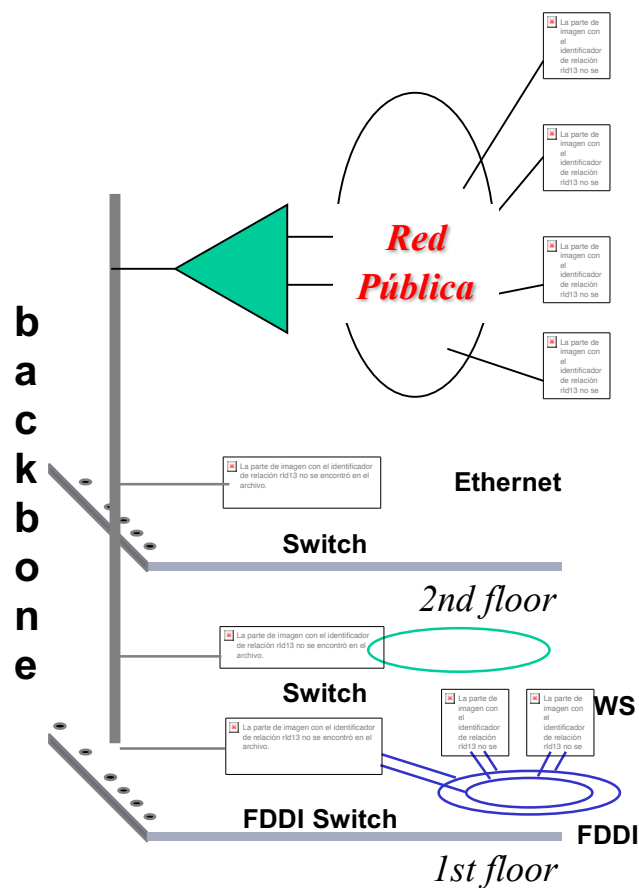 La parte de
imagen con
el
identificador
de relación
rId13 no se
La parte de
imagen con
el
identificador
de relación
rId13 no se
Red
Pública
La parte de
imagen con
el
identificador
de relación
rId13 no se
La parte de
imagen con
el
identificador
de relación
rId13 no se
b
a
c
k
b
o
n
e
La parte de imagen con el identificador
de relación rId13 no se encontró en el
archivo.
Ethernet
Switch
2nd floor
La parte de imagen con el identificador
de relación rId13 no se encontró en el
archivo.
Switch
La parte de
imagen con
el
identificador
de relación
rId13 no se
La parte de
imagen con
el
identificador
de relación
rId13 no se
WS
La parte de imagen con el identificador
de relación rId13 no se encontró en el
archivo.
FDDI Switch
FDDI
1st floor